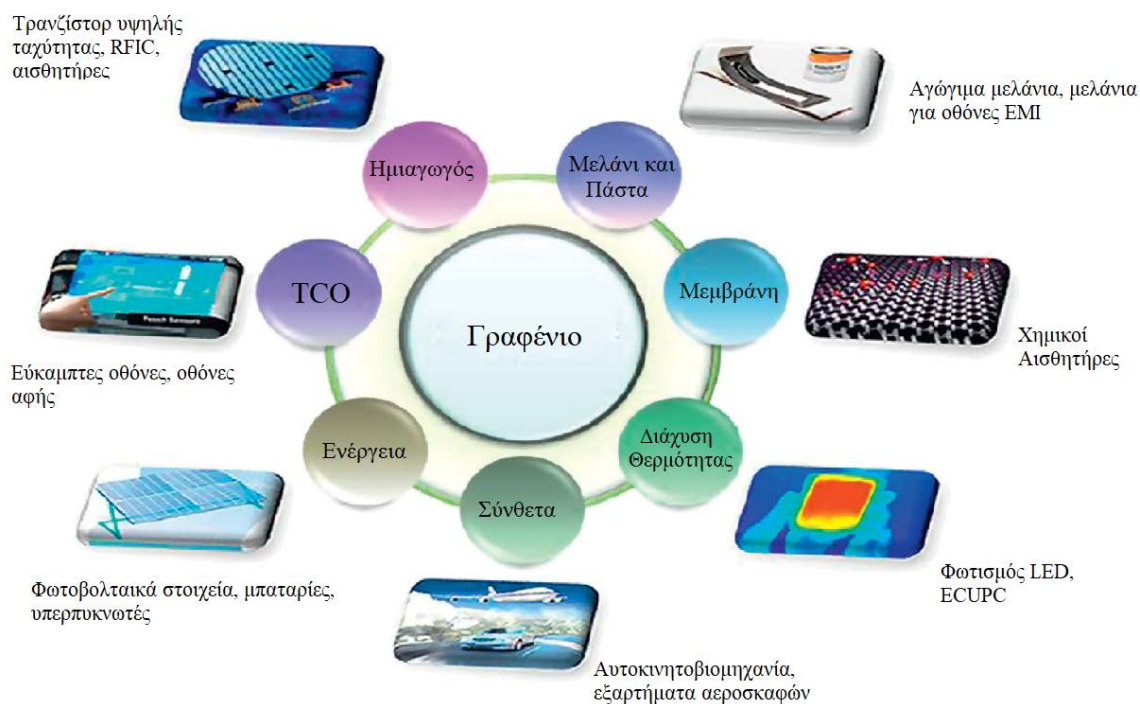 Τρανζίστορ υψηλής
ταχύτητας, RFIC,
αισθητήρες
Αγώγιμα μελάνια, μελάνια
για οθόνες EMI
Ημιαγωγός
Μελάνι και
Πάστα
TCO
Μεμβράνη
Γραφένιο
Εύκαμπτες οθόνες, οθόνες
αφής
Χημικοί
Αισθητήρες
Ενέργεια
Διάχυση
Θερμότητας
Σύνθετα
Φωτοβολταικά στοιχεία, μπαταρίες,
υπερπυκνωτές
Φωτισμός LED,
ECUPC
Αυτοκινητοβιομηχανία,
εξαρτήματα αεροσκαφών